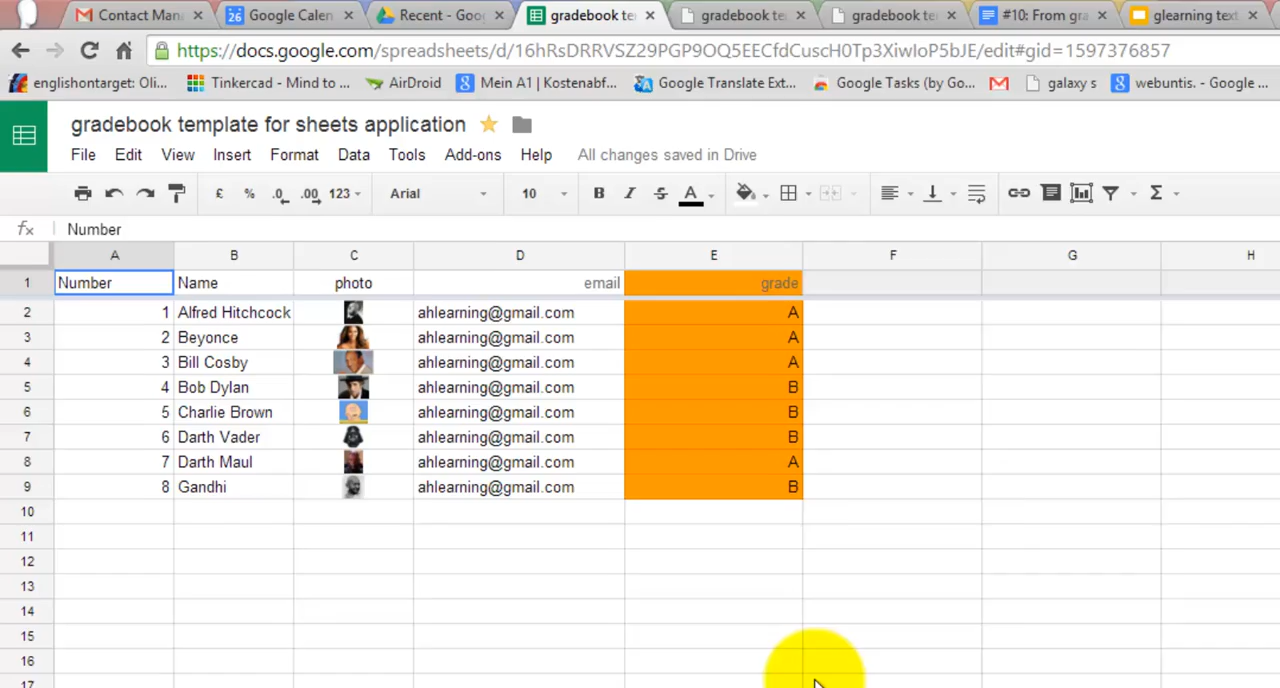 Contact Mana
Google Calen
Recent - Goo
gradebook te
gradebook te
gradebook te
#10: From gra
glearning text
https://docs.google.com/spreadsheets/d/16hRsDRRVSZ29PGP9OQ5EECfdCuscH0Tp3XiwIoP5bJE/edit#gid=1597376857
englishontarget: Oli...
Tinkercad - Mind to ...
AirDroid
Mein A1 | Kostenabf...
Google Translate Ext...
Google Tasks (by Go...
galaxy s
webuntis. - Google ...
gradebook template for sheets application
File Edit View Insert Format Data Tools Add-ons Help All changes saved in Drive
£ % .0 .00 123 Arial 10 B I S A Σ
fx Number
A B C D E F G H
1 Number Name photo email grade
2 1 Alfred Hitchcock ahlearning@gmail.com A
3 2 Beyonce ahlearning@gmail.com A
4 3 Bill Cosby ahlearning@gmail.com A
5 4 Bob Dylan ahlearning@gmail.com B
6 5 Charlie Brown ahlearning@gmail.com B
7 6 Darth Vader ahlearning@gmail.com B
8 7 Darth Maul ahlearning@gmail.com A
9 8 Gandhi ahlearning@gmail.com B
10
11
12
13
14
15
16
17